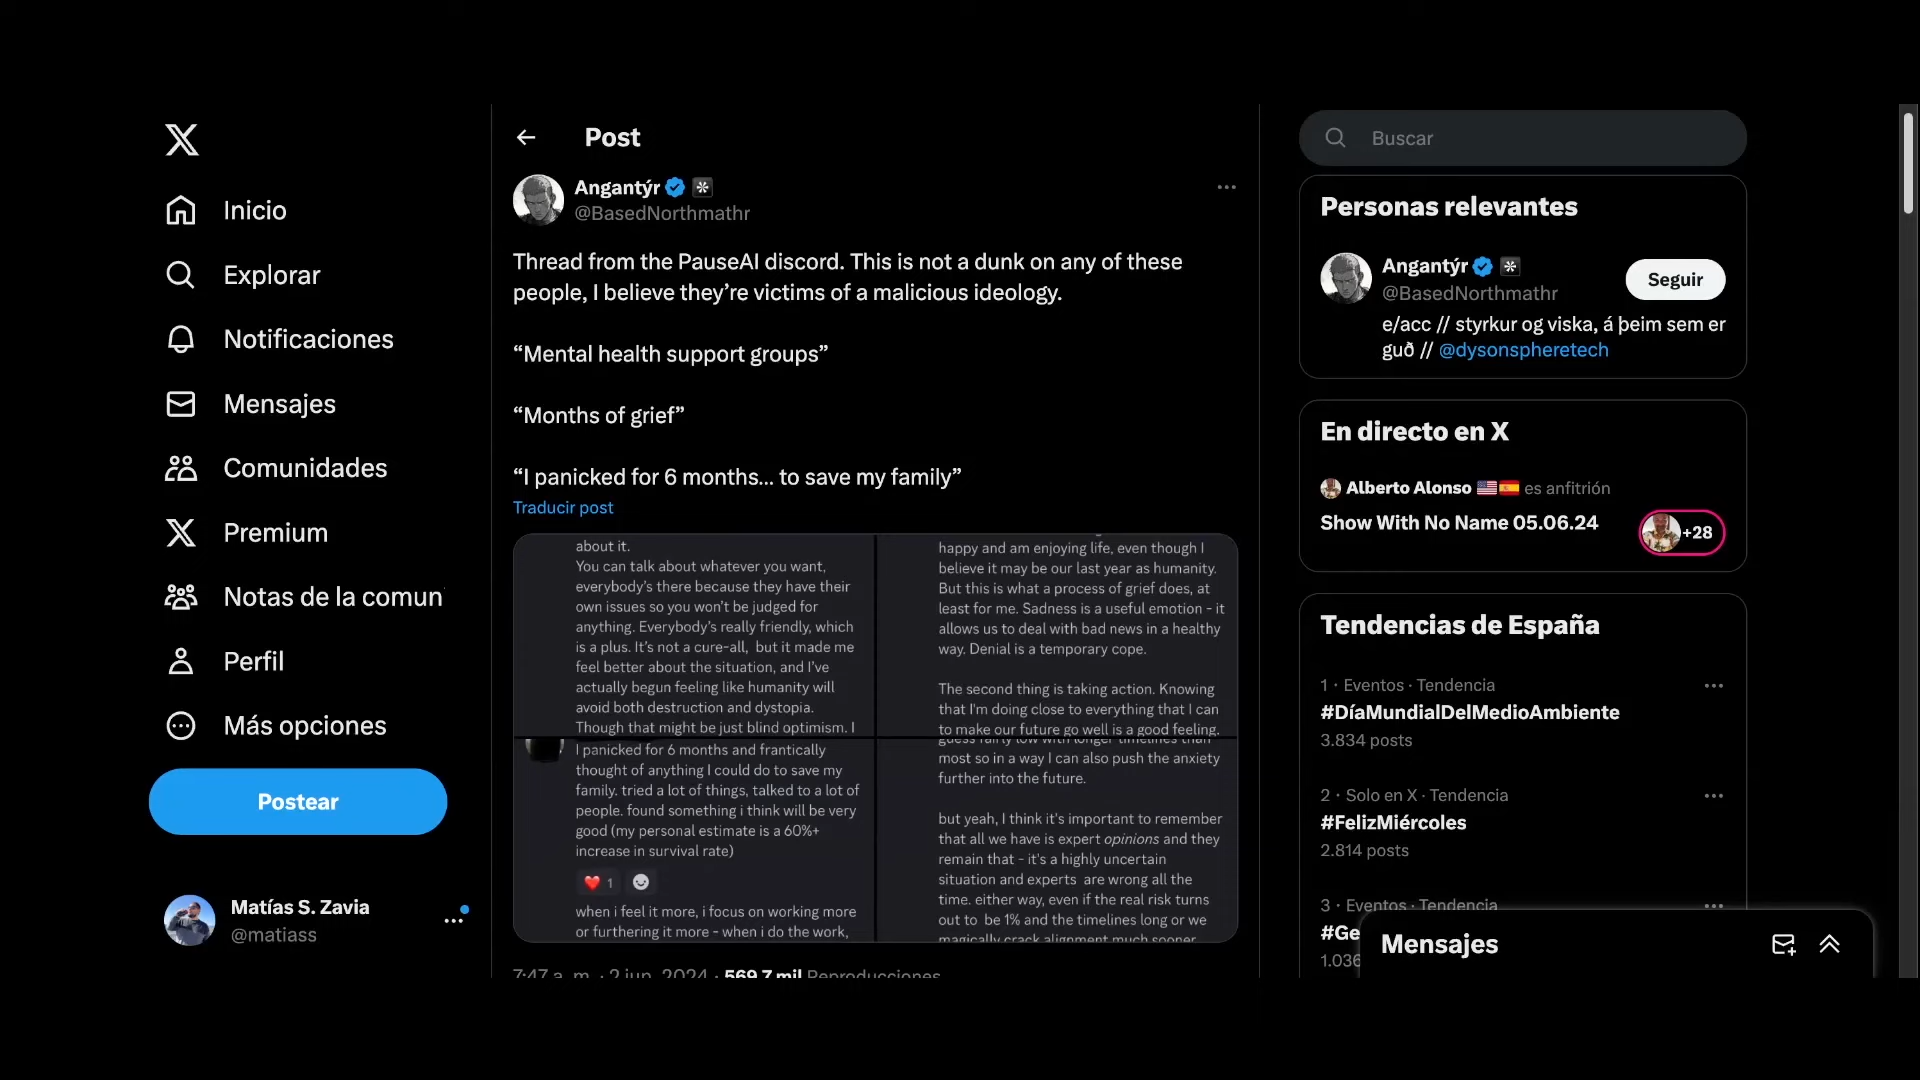 Inicio
Explorar
Notificaciones
Mensajes
Comunidades
Premium
Notas de la comun
Perfil
Más opciones
Postear
Matías S. Zavia
@matiass
Post
Angantýr
@BasedNorthmathr
Thread from the PauseAI discord. This is not a dunk on any of these
people, I believe they’re victims of a malicious ideology.
“Mental health support groups”
“Months of grief”
“I panicked for 6 months... to save my family”
Traducir post
about it.
You can talk about whatever you want,
everybody’s there because they have their
own issues so you won’t be judged for
anything. Everybody’s really friendly, which
is a plus. It’s not a cure-all, but it made me
feel better about the situation, and I’ve
actually begun feeling like humanity will
avoid both destruction and dystopia.
Though that might be just blind optimism. I
happy and am enjoying life, even though I
believe it may be our last year as humanity.
But this is what a process of grief does, at
least for me. Sadness is a useful emotion - it
allows us to deal with bad news in a healthy
way. Denial is a temporary cope.
The second thing is taking action. Knowing
that I'm doing close to everything that I can
to make our future go well is a good feeling.
I panicked for 6 months and frantically
thought of anything I could do to save my
family. tried a lot of things, talked to a lot of
people. found something i think will be very
good (my personal estimate is a 60%+
increase in survival rate)
1
when i feel it more, i focus on working more
or furthering it more - when i do the work,
guess fairly low with longer timelines than
most so in a way I can also push the anxiety
further into the future.
but yeah, I think it's important to remember
that all we have is expert opinions and they
remain that - it's a highly uncertain
situation and experts are wrong all the
time. either way, even if the real risk turns
out to be 1% and the timelines long or we
magically crack alignment much sooner
7:47 a. m. · 2 jun. 2024 · 569,7 mil Reproducciones
Buscar
Personas relevantes
Angantýr
@BasedNorthmathr
Seguir
e/acc // styrkur og viska, á þeim sem er
guð // @dysonspheretech
En directo en X
Alberto Alonso es anfitrión
Show With No Name 05.06.24
+28
Tendencias de España
1 · Eventos · Tendencia
#DíaMundialDelMedioAmbiente
3.834 posts
2 · Solo en X · Tendencia
#FelizMiércoles
2.814 posts
3 · Eventos · Tendencia
#Ge
1.036
Mensajes